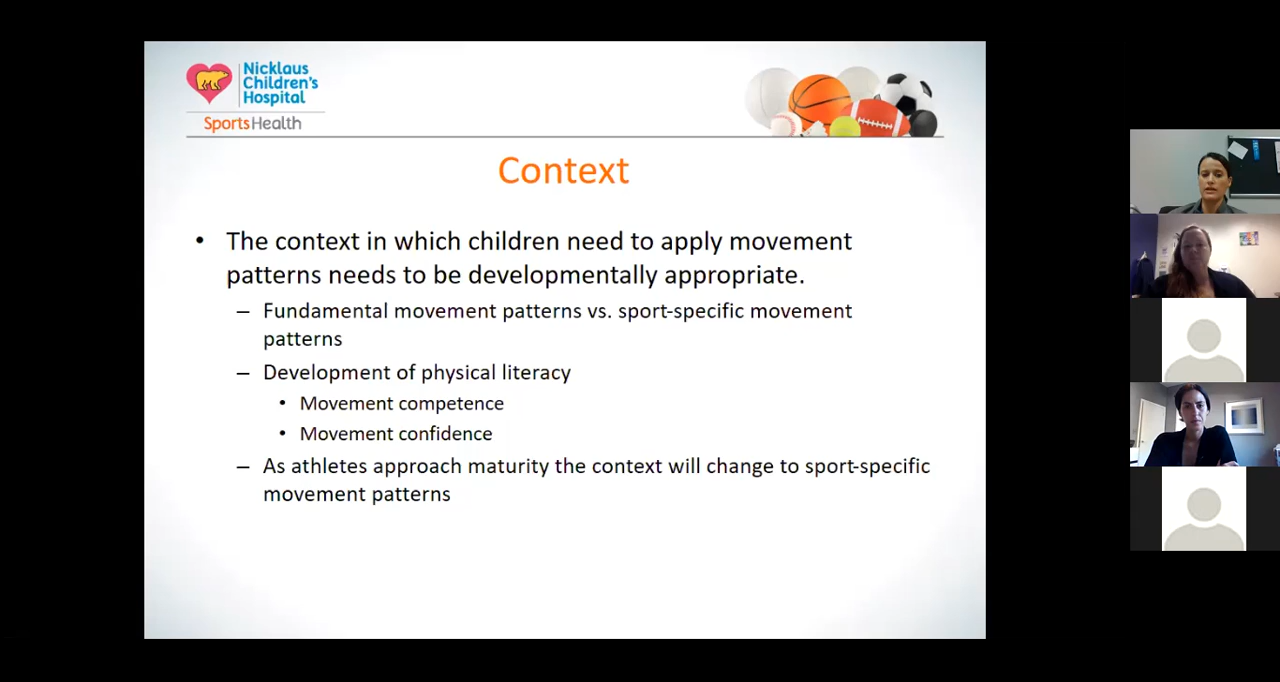 Nicklaus
Children's
Hospital
SportsHealth
Context
• The context in which children need to apply movement
patterns needs to be developmentally appropriate.
– Fundamental movement patterns vs. sport-specific movement
patterns
– Development of physical literacy
• Movement competence
• Movement confidence
– As athletes approach maturity the context will change to sport-specific
movement patterns